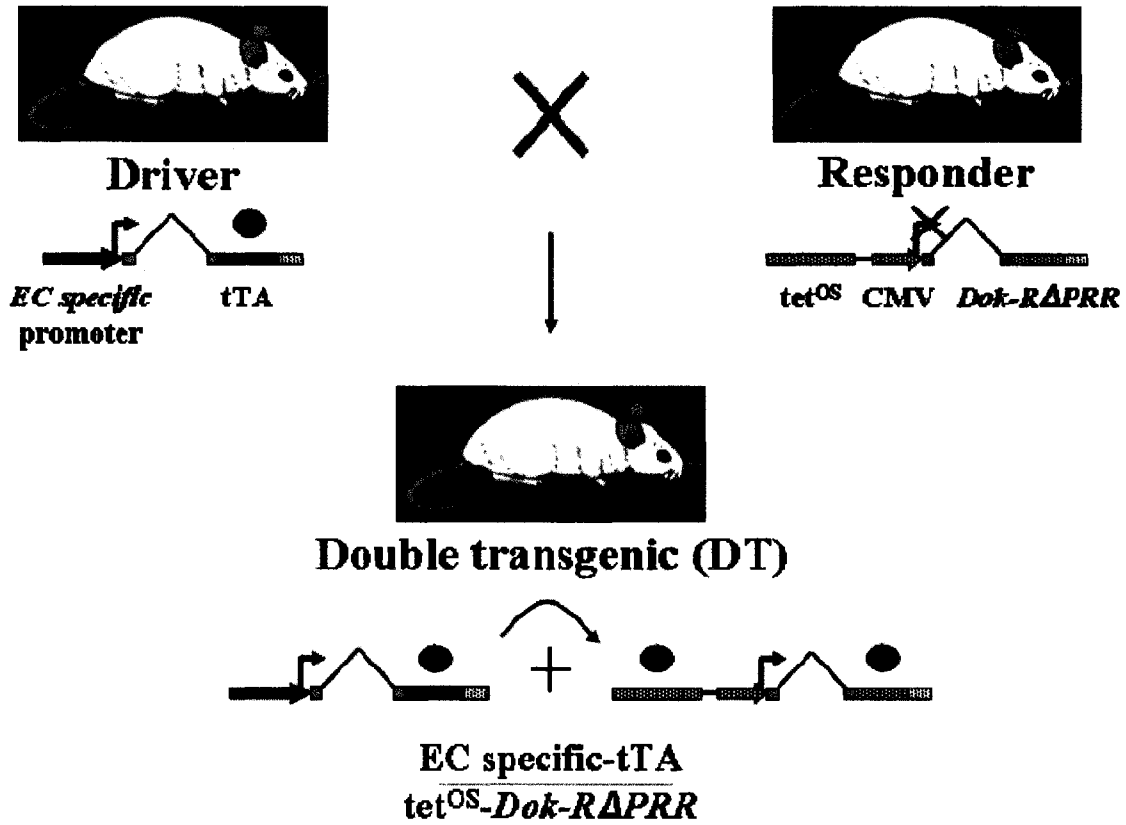 Driver
Responder
EC specific
promoter
tTA
tet^OS CMV Dok-RΔPRR
Double transgenic (DT)
+
EC specific-tTA
tet^OS-Dok-RΔPRR